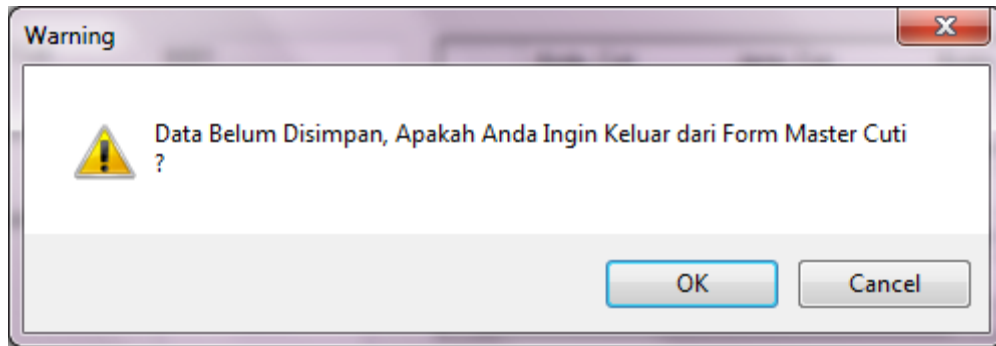 Warning
Data Belum Disimpan, Apakah Anda Ingin Keluar dari Form Master Cuti
?
OK
Cancel